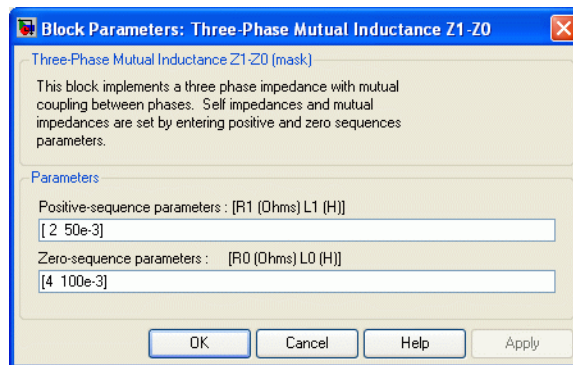 Block Parameters: Three-Phase Mutual Inductance Z1-Z0
Three-Phase Mutual Inductance Z1-Z0 (mask)
This block implements a three phase impedance with mutual
coupling between phases. Self impedances and mutual
impedances are set by entering positive and zero sequences
parameters.
Parameters
Positive-sequence parameters : [R1 (Ohms) L1 (H)]
[ 2 50e-3]
Zero-sequence parameters : [R0 (Ohms) L0 (H)]
[4 100e-3]
OK Cancel Help Apply